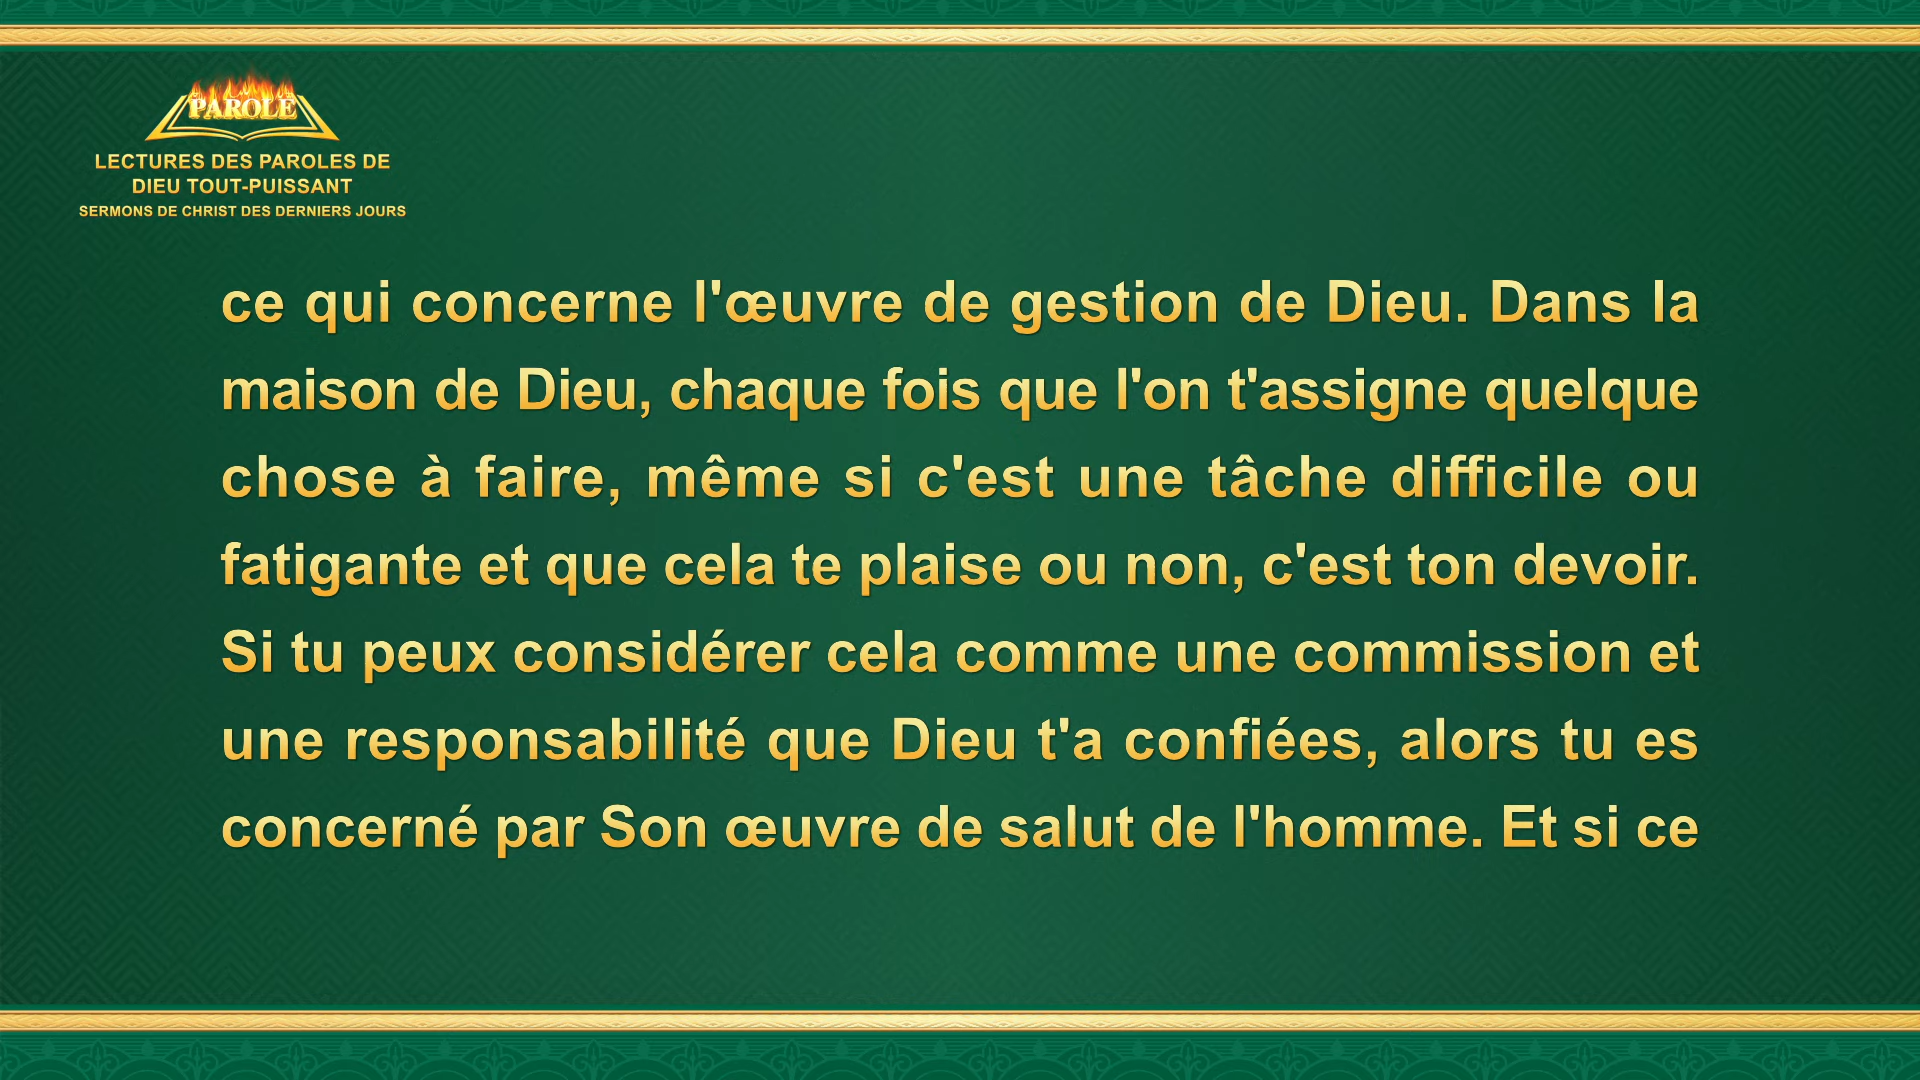 PAROLE
LECTURES DES PAROLES DE
DIEU TOUT-PUISSANT
SERMONS DE CHRIST DES DERNIERS JOURS
ce qui concerne l'œuvre de gestion de Dieu. Dans la
maison de Dieu, chaque fois que l'on t'assigne quelque
chose à faire, même si c'est une tâche difficile ou
fatigante et que cela te plaise ou non, c'est ton devoir.
Si tu peux considérer cela comme une commission et
une responsabilité que Dieu t'a confiées, alors tu es
concerné par Son œuvre de salut de l'homme. Et si ce